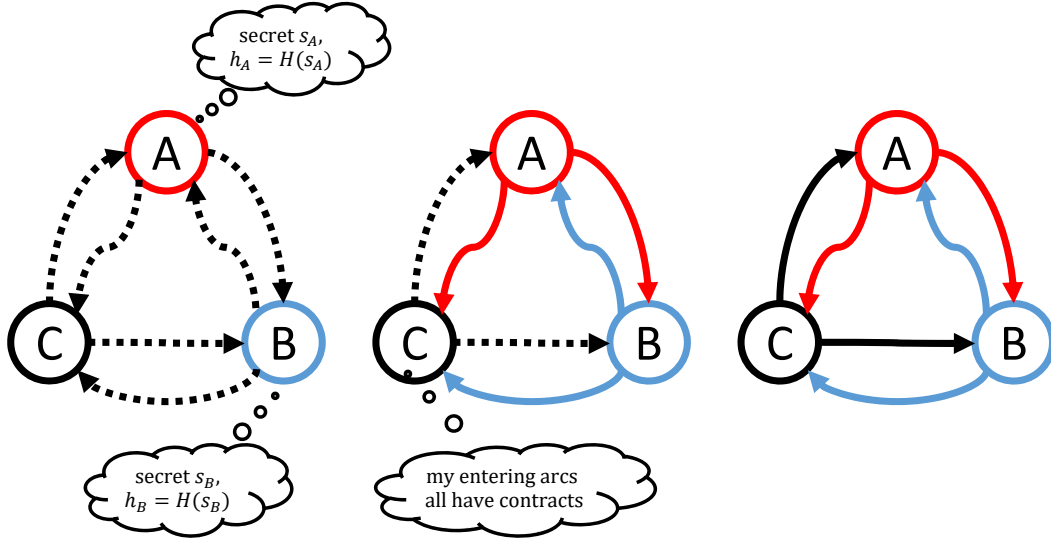 secret s_A,
h_A = H(s_A)
A
C
B
secret s_B,
h_B = H(s_B)
A
C
B
my entering arcs
all have contracts
A
C
B